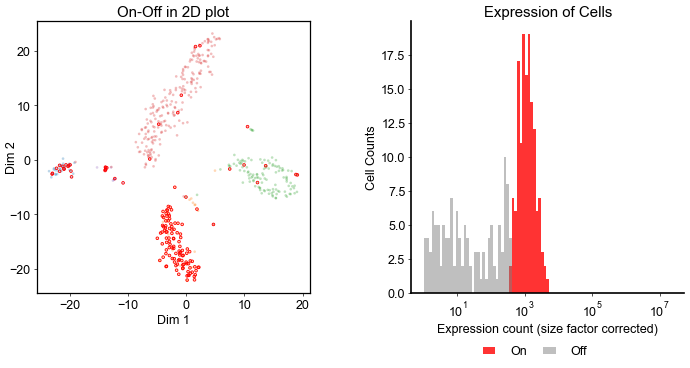 On-Off in 2D plot
20
10
0
−10
−20
Dim 2
−20 −10 0 10 20
Dim 1
Expression of Cells
17.5
15.0
12.5
10.0
7.5
5.0
2.5
0.0
Cell Counts
10^1 10^3 10^5 10^7
Expression count (size factor corrected)
On Off